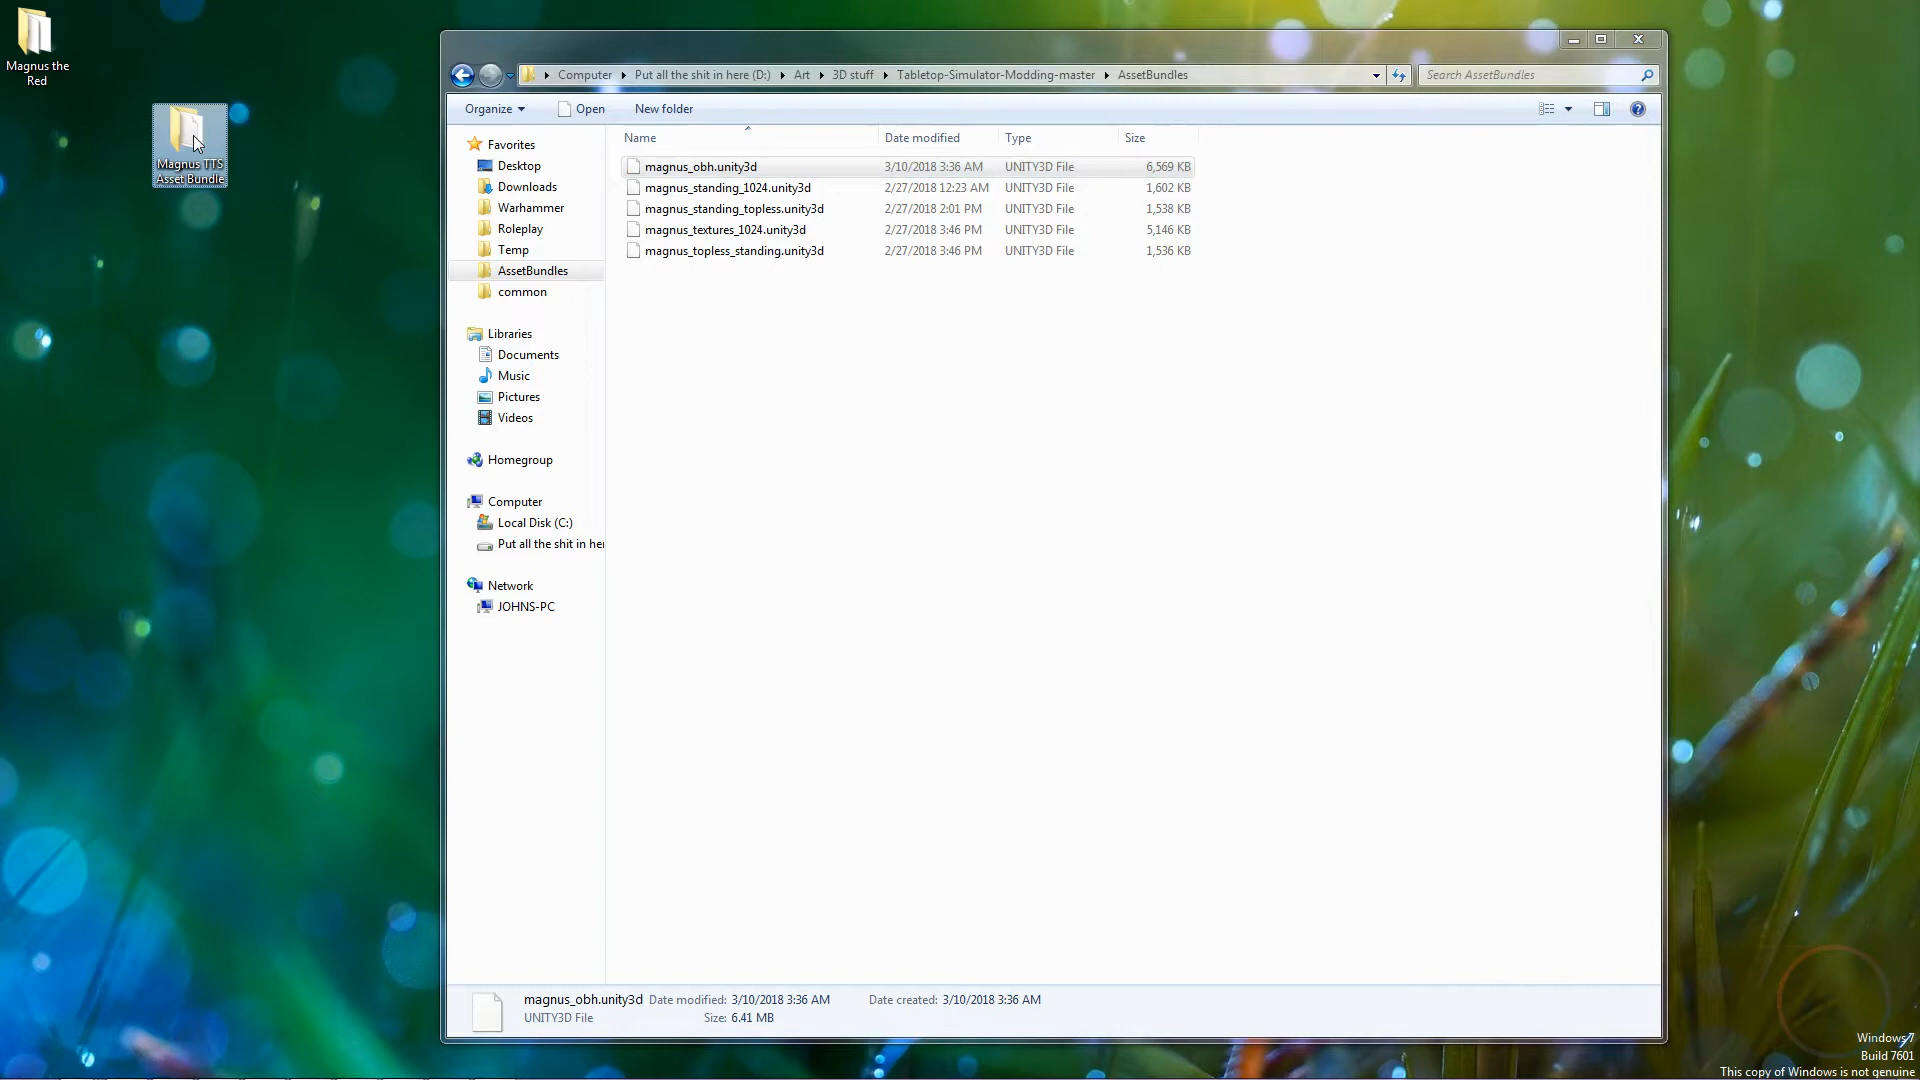 Magnus the
Red
Magnus TTS
Asset Bundle
Computer
Put all the shit in here (D:)
Art
3D stuff
Tabletop-Simulator-Modding-master
AssetBundles
Search AssetBundles
Organize
Open
New folder
Favorites
Desktop
Downloads
Warhammer
Roleplay
Temp
AssetBundles
common
Libraries
Documents
Music
Pictures
Videos
Homegroup
Computer
Local Disk (C:)
Put all the shit in her
Network
JOHNS-PC
Name Date modified Type Size
magnus_obh.unity3d 3/10/2018 3:36 AM UNITY3D File 6,569 KB
magnus_standing_1024.unity3d 2/27/2018 12:23 AM UNITY3D File 1,602 KB
magnus_standing_topless.unity3d 2/27/2018 2:01 PM UNITY3D File 1,538 KB
magnus_textures_1024.unity3d 2/27/2018 3:46 PM UNITY3D File 5,146 KB
magnus_topless_standing.unity3d 2/27/2018 3:46 PM UNITY3D File 1,536 KB
magnus_obh.unity3d Date modified: 3/10/2018 3:36 AM Date created: 3/10/2018 3:36 AM
UNITY3D File Size: 6.41 MB
Windows 7
Build 7601
This copy of Windows is not genuine